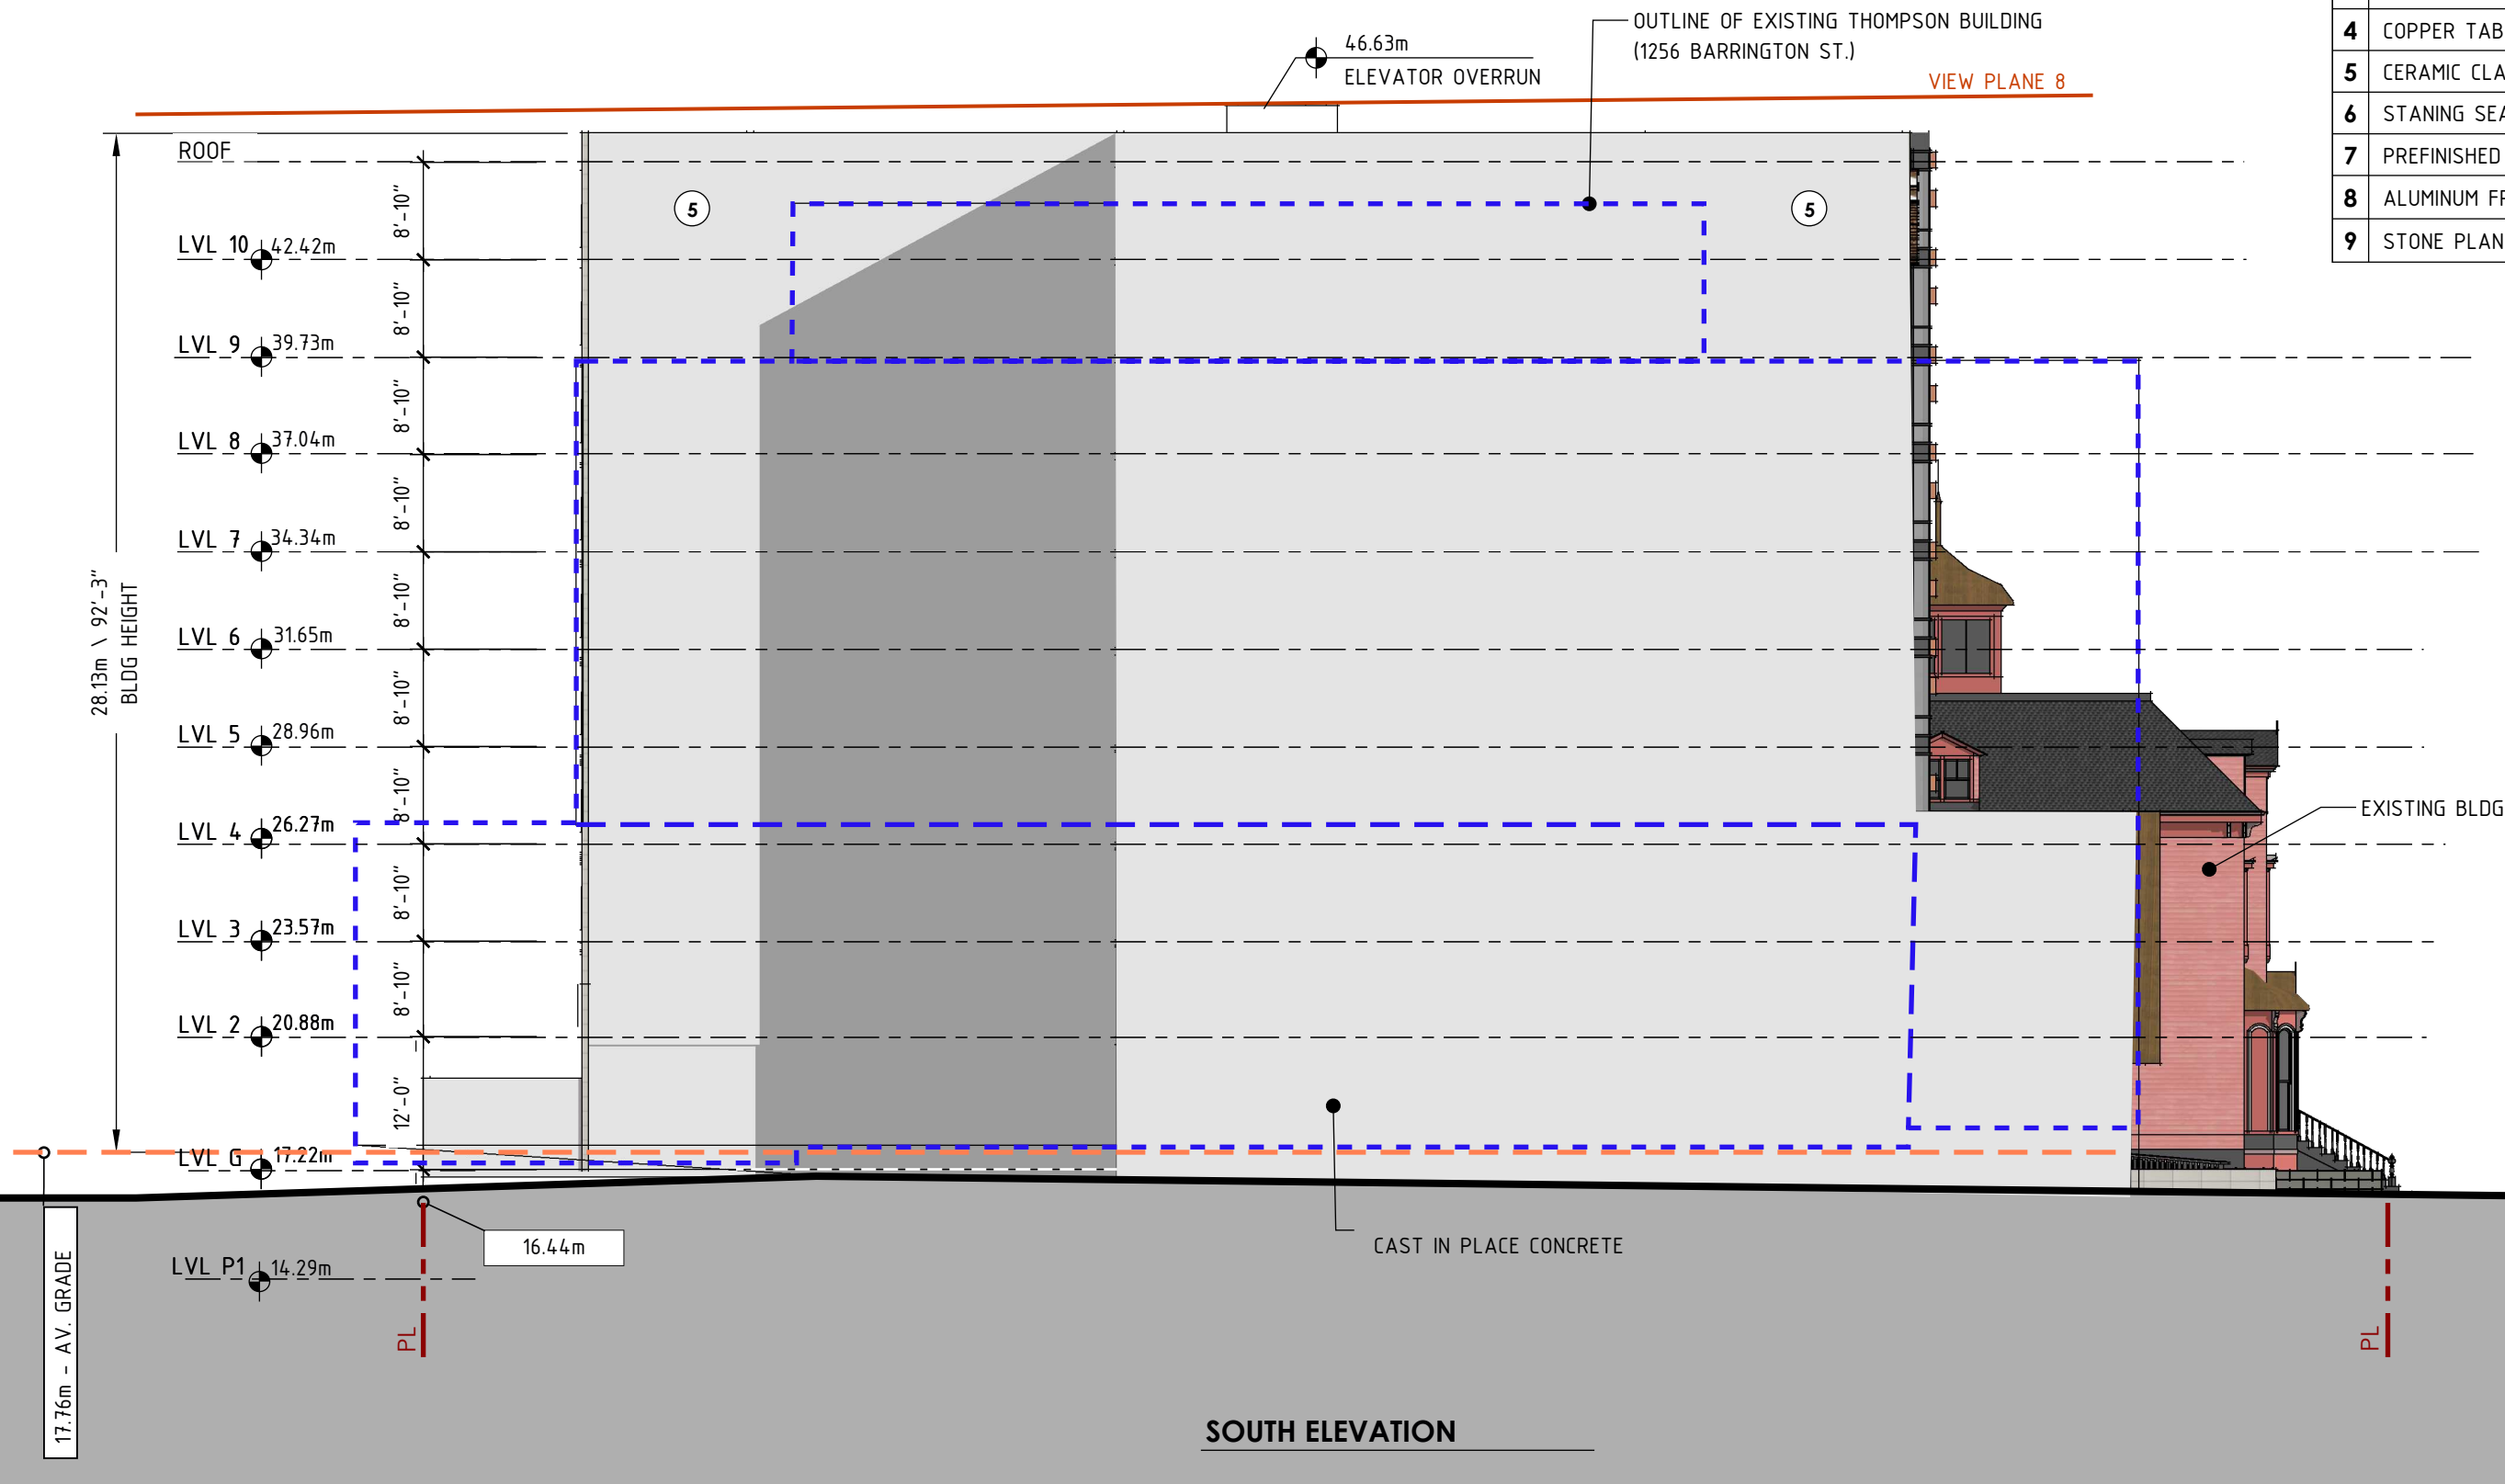 OUTLINE OF EXISTING THOMPSON BUILDING
(1256 BARRINGTON ST.)
46.63m
ELEVATOR OVERRUN
VIEW PLANE 8
4 COPPER TAB
5 CERAMIC CLA
6 STANING SEA
7 PREFINISHED
8 ALUMINUM FR
9 STONE PLAN
ROOF
8'-10"
5
5
LVL 10 42.42m
8'-10"
LVL 9 39.73m
8'-10"
LVL 8 37.04m
8'-10"
LVL 7 34.34m
8'-10"
28.13m \ 92'-3"
BLDG HEIGHT
LVL 6 31.65m
8'-10"
LVL 5 28.96m
8'-10"
LVL 4 26.27m
EXISTING BLDG
8'-10"
LVL 3 23.57m
8'-10"
LVL 2 20.88m
12'-0"
LVL G 17.22m
16.44m
CAST IN PLACE CONCRETE
LVL P1 14.29m
17.76m - AV. GRADE
PL
PL
SOUTH ELEVATION